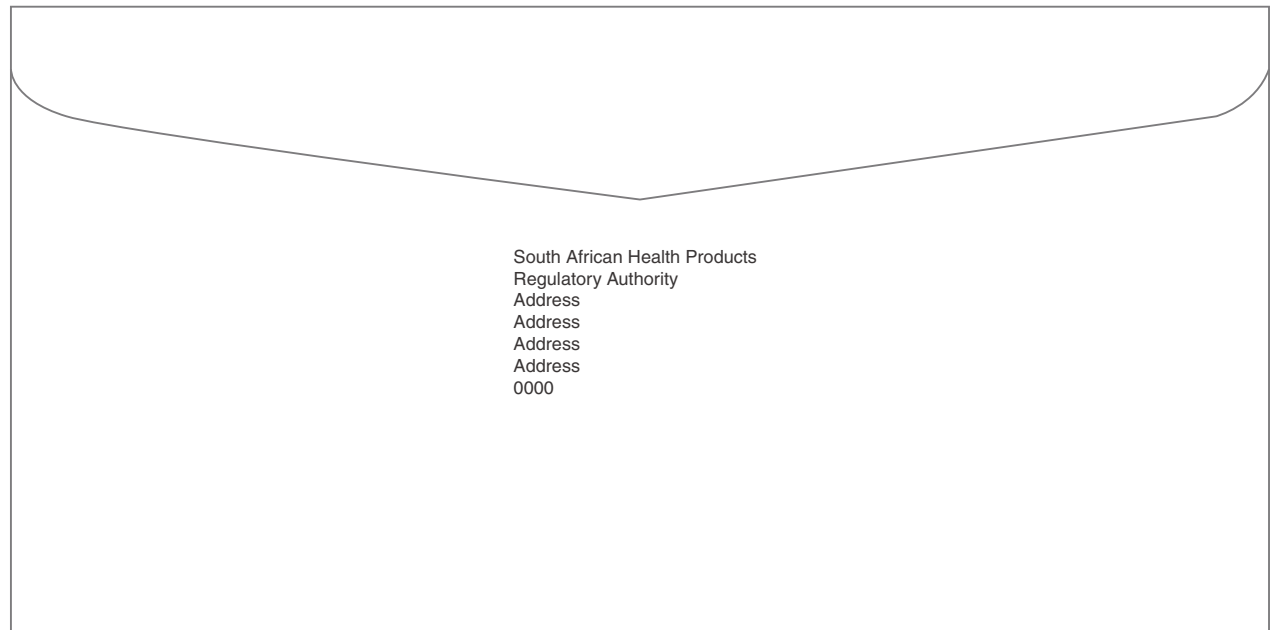 South African Health Products
Regulatory Authority
Address
Address
Address
Address
0000